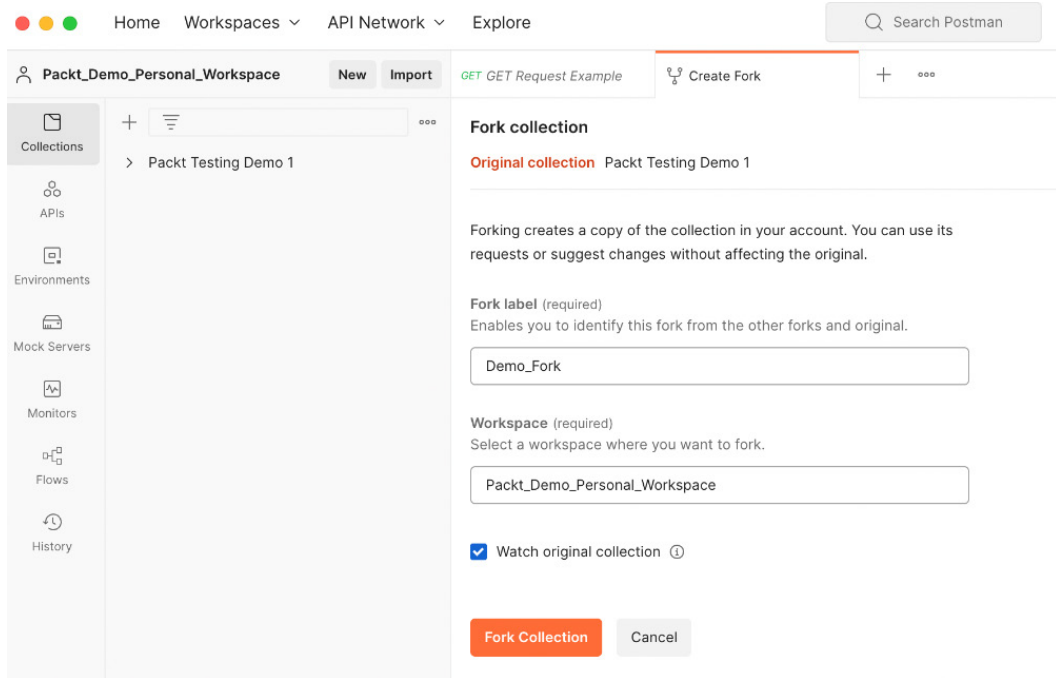 Home Workspaces API Network Explore Search Postman
Packt_Demo_Personal_Workspace New Import GET GET Request Example Create Fork
Collections
APIs
Environments
Mock Servers
Monitors
Flows
History
Packt Testing Demo 1
Fork collection
Original collection Packt Testing Demo 1
Forking creates a copy of the collection in your account. You can use its
requests or suggest changes without affecting the original.
Fork label (required)
Enables you to identify this fork from the other forks and original.
Demo_Fork
Workspace (required)
Select a workspace where you want to fork.
Packt_Demo_Personal_Workspace
Watch original collection
Fork Collection Cancel